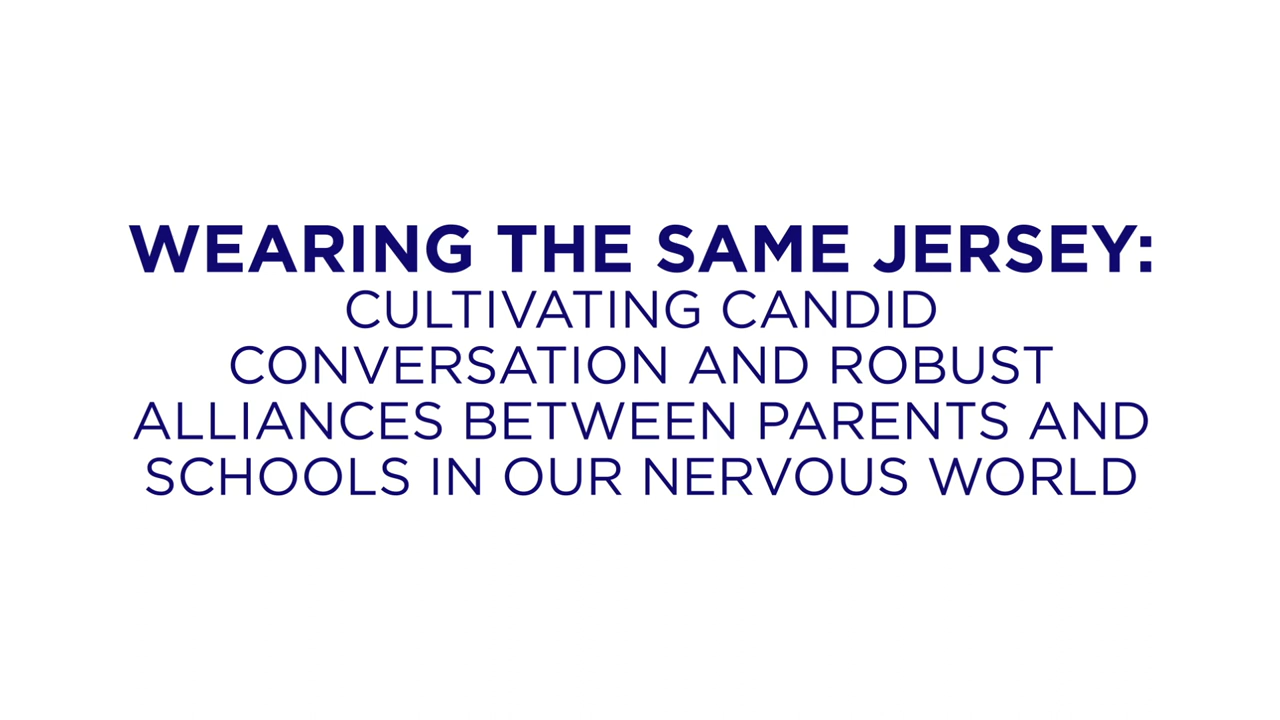 WEARING THE SAME JERSEY:
CULTIVATING CANDID
CONVERSATION AND ROBUST
ALLIANCES BETWEEN PARENTS AND
SCHOOLS IN OUR NERVOUS WORLD